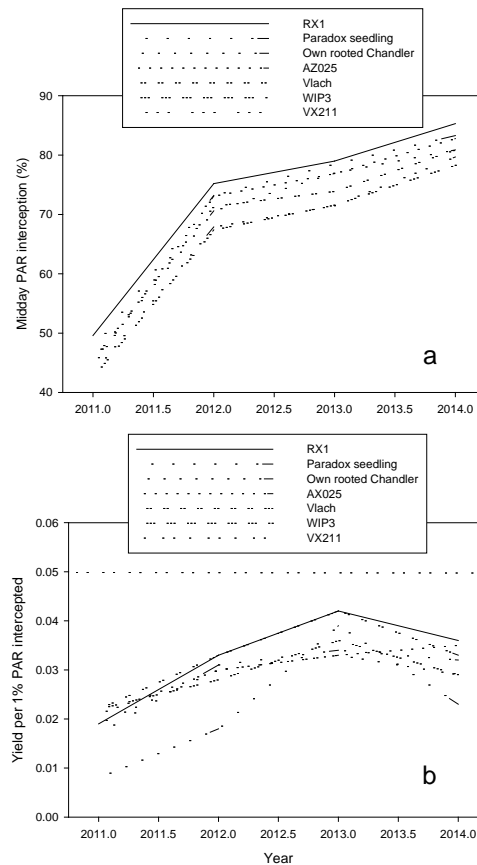 RX1
Paradox seedling
Own rooted Chandler
AZ025
Vlach
WIP3
VX211
90
80
70
60
50
40
Midday PAR interception (%)
a
2011.0 2011.5 2012.0 2012.5 2013.0 2013.5 2014.0
RX1
Paradox seedling
Own rooted Chandler
AX025
Vlach
WIP3
VX211
0.06
0.05
0.04
0.03
0.02
0.01
0.00
Yield per 1% PAR intercepted
b
2011.0 2011.5 2012.0 2012.5 2013.0 2013.5 2014.0
Year